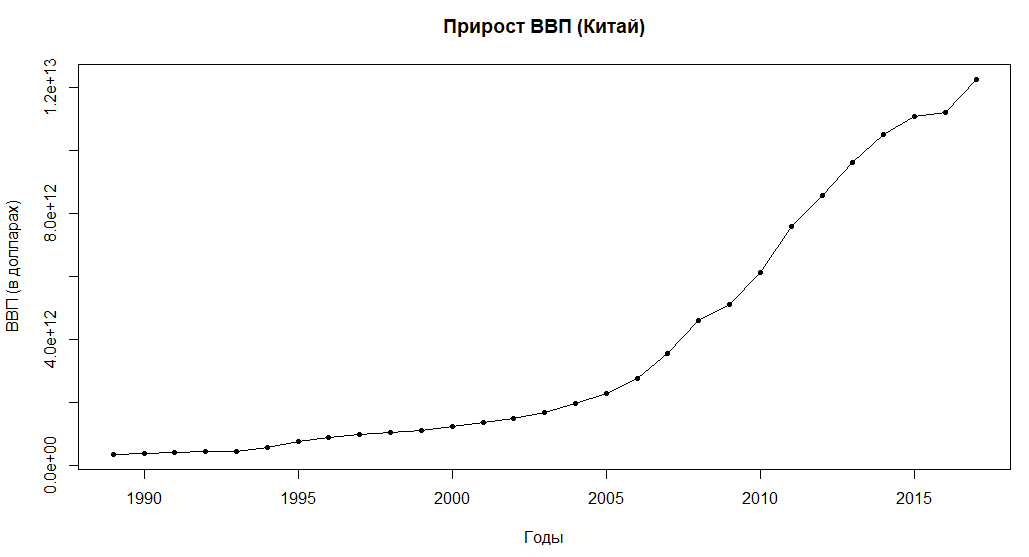 Прирост ВВП (Китай)
ВВП (в долларах)
1.2e+13
8.0e+12
4.0e+12
0.0e+00
1990 1995 2000 2005 2010 2015
Годы